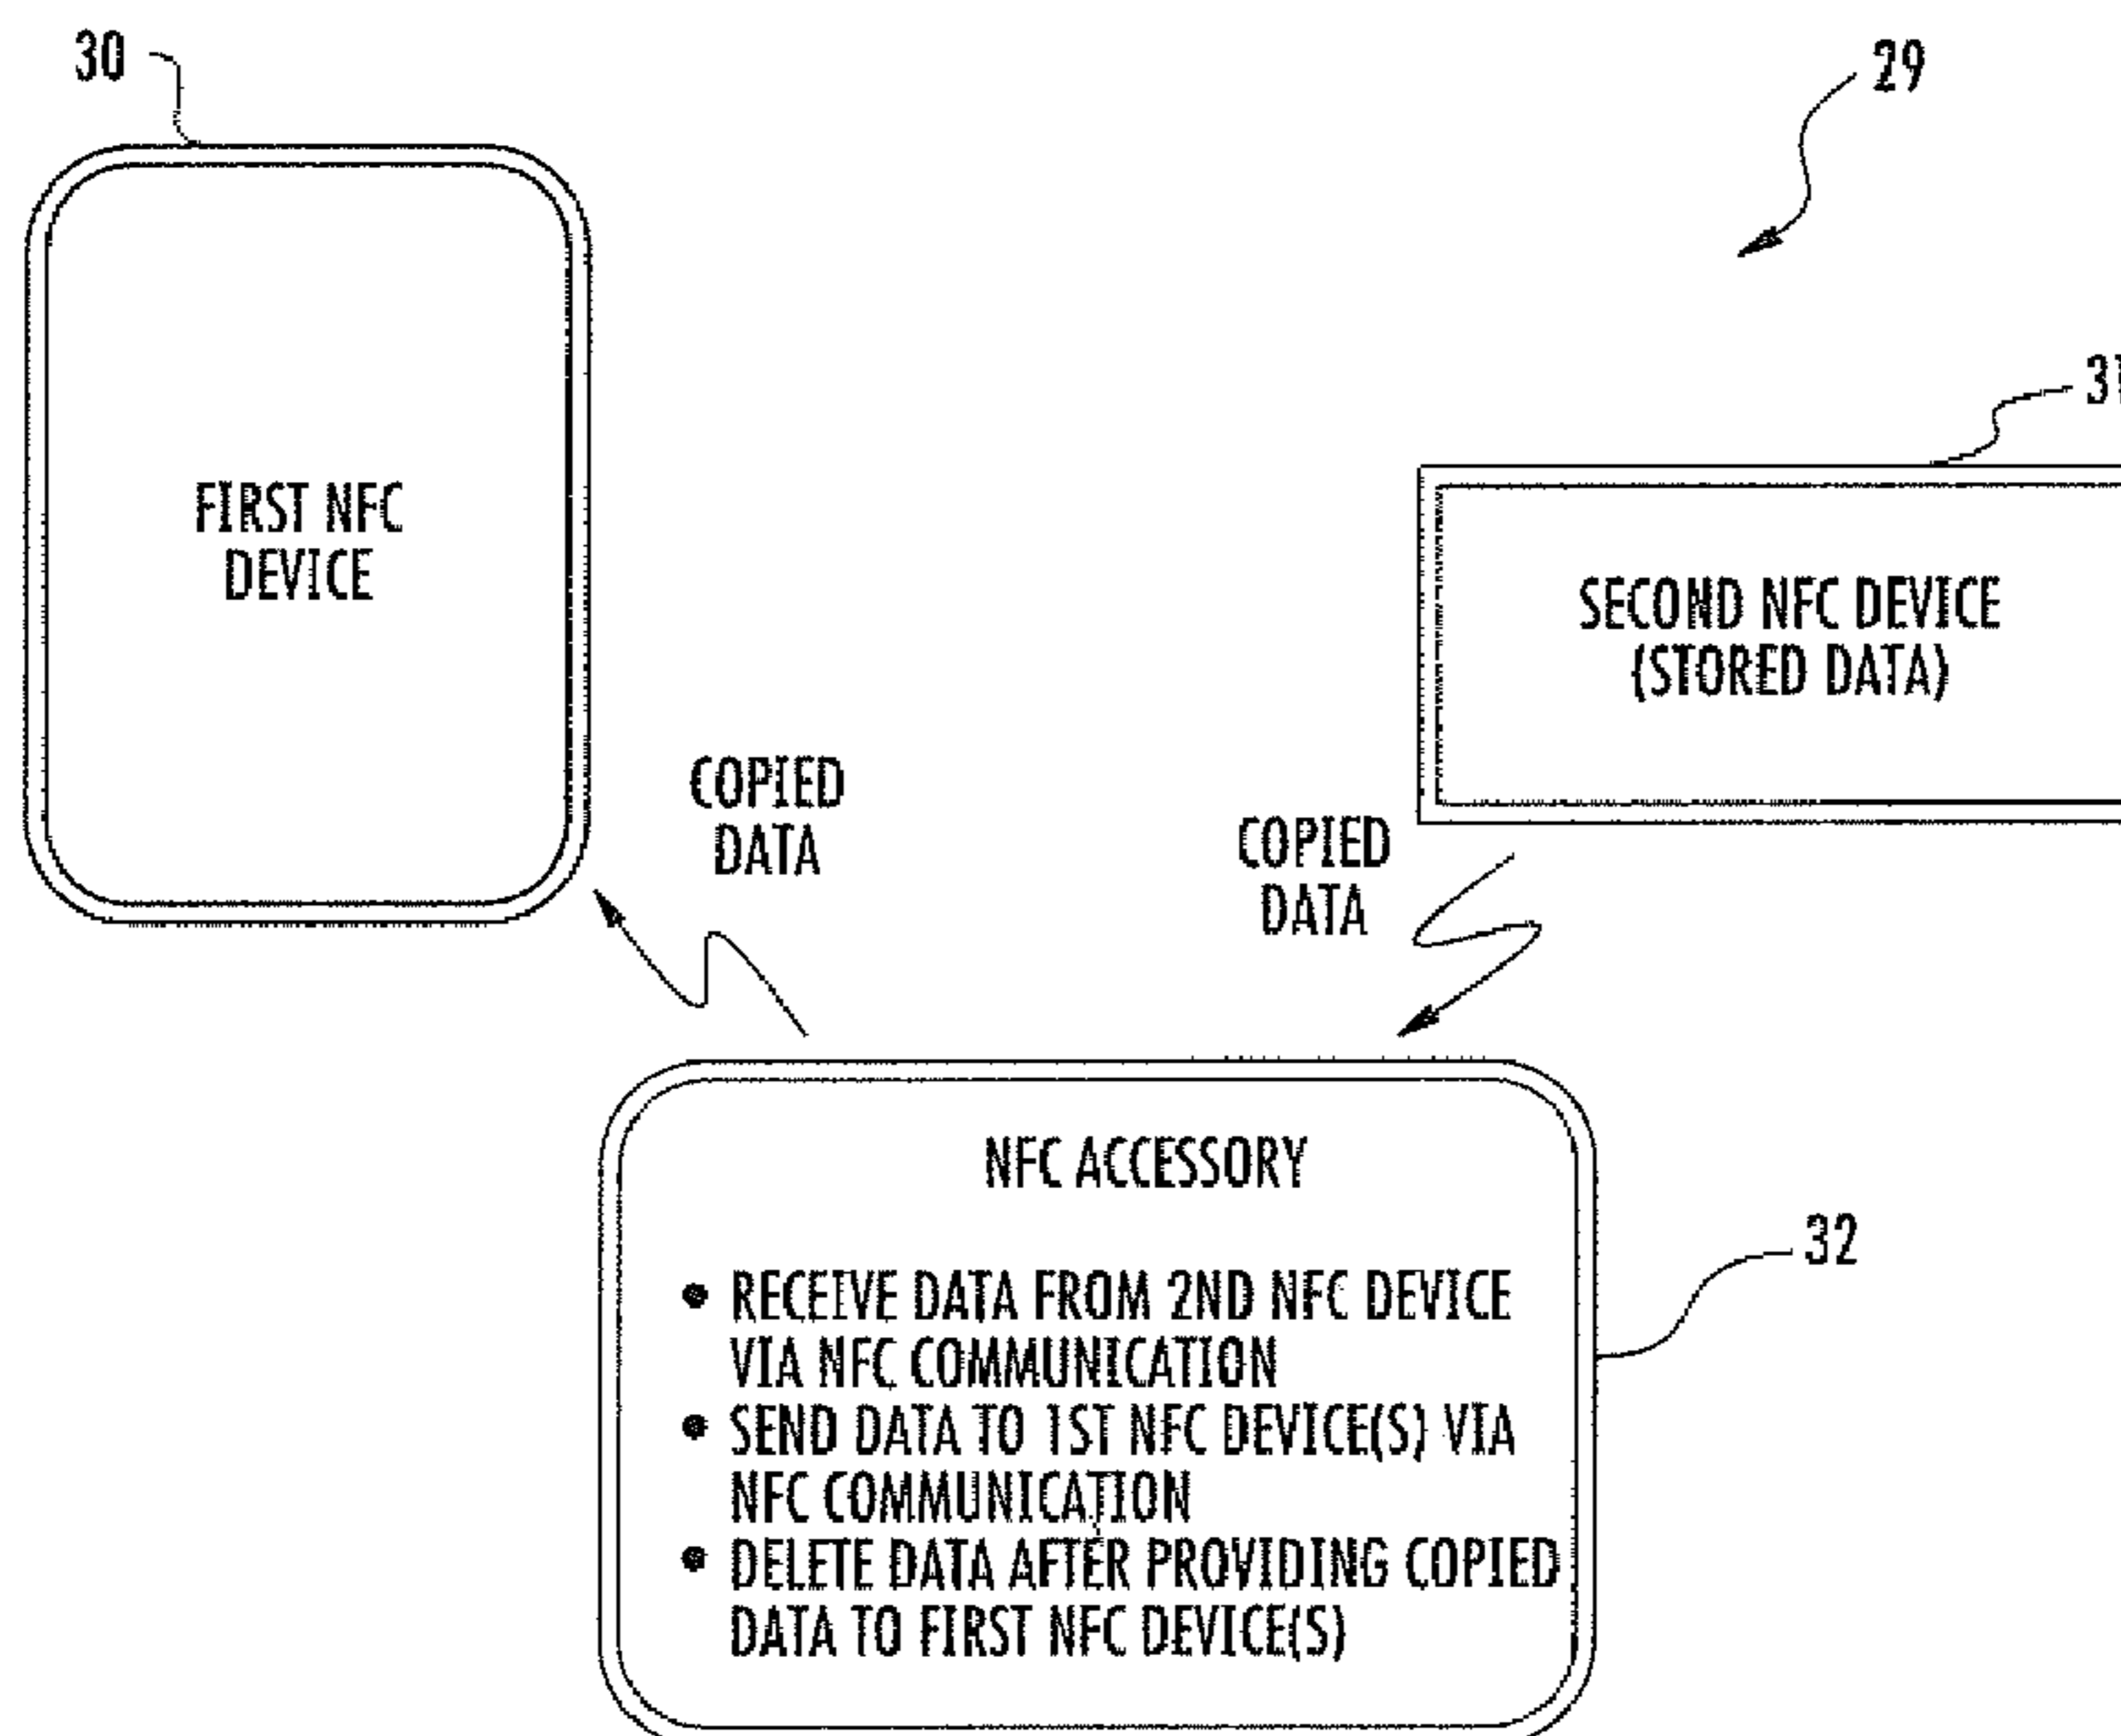 30
29
31
FIRST NFC
DEVICE
SECOND NFC DEVICE
(STORED DATA)
COPIED
DATA
COPIED
DATA
NFC ACCESSORY
32
• RECEIVE DATA FROM 2ND NFC DEVICE
VIA NFC COMMUNICATION
• SEND DATA TO 1ST NFC DEVICE(S) VIA
NFC COMMUNICATION
• DELETE DATA AFTER PROVIDING COPIED
DATA TO FIRST NFC DEVICE(S)